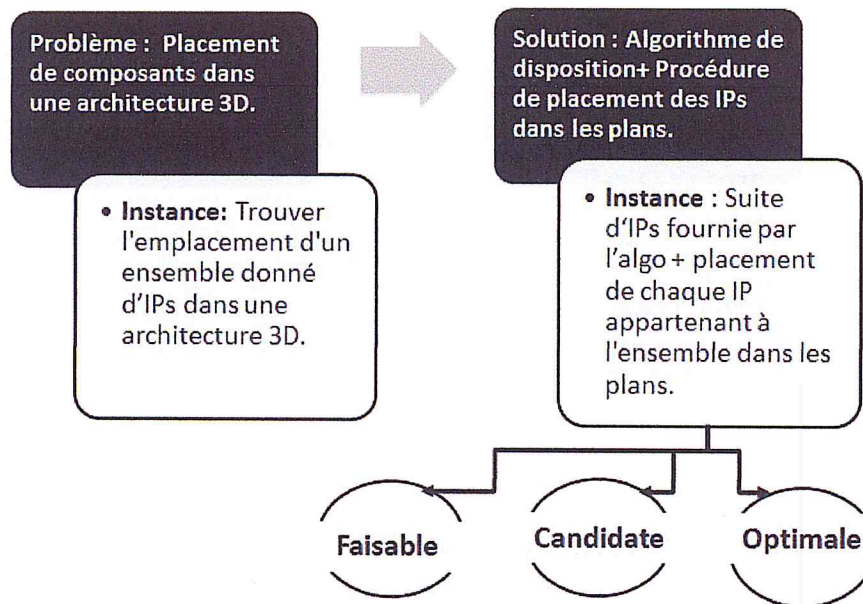 Problème : Placement
de composants dans
une architecture 3D.
• Instance: Trouver
l'emplacement d'un
ensemble donné
d'IPs dans une
architecture 3D.
Solution : Algorithme de
disposition+ Procédure
de placement des IPs
dans les plans.
• Instance : Suite
d'IPs fournie par
l'algo + placement
de chaque IP
appartenant à
l'ensemble dans les
plans.
Faisable
Candidate
Optimale